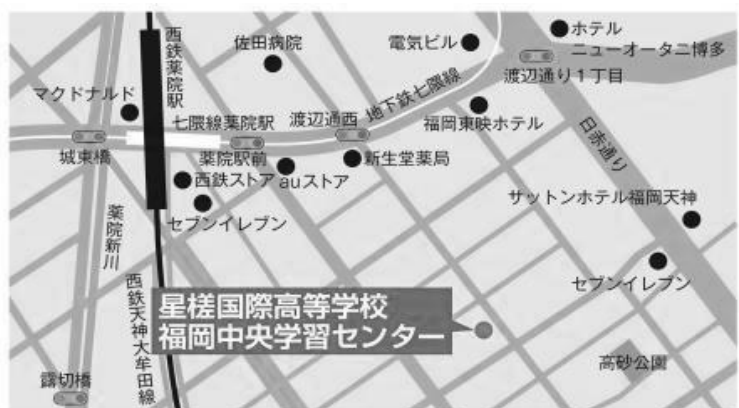 西鉄薬院駅
佐田病院
電気ビル
ホテル
ニューオータニ博多
渡辺通り1丁目
マクドナルド
七隈線薬院駅
渡辺通西
地下鉄七隈線
福岡東映ホテル
日赤通り
城東橋
薬院駅前
新生堂薬局
西鉄ストア
auストア
サットンホテル福岡天神
セブンイレブン
薬院新川
セブンイレブン
西鉄天神大牟田線
星槎国際高等学校
福岡中央学習センター
高砂公園
露切橋